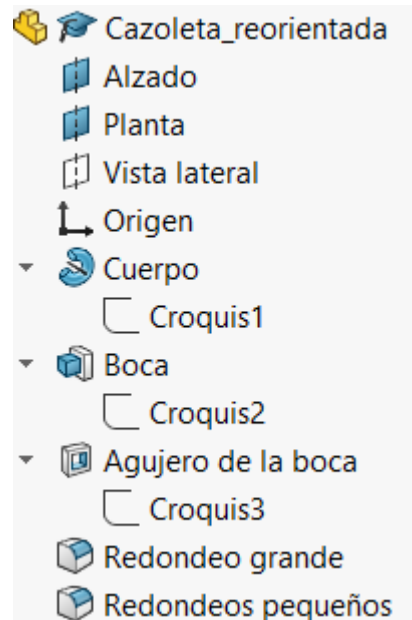 Cazoleta_reorientada
Alzado
Planta
Vista lateral
Origen
Cuerpo
Croquis1
Boca
Croquis2
Agujero de la boca
Croquis3
Redondeo grande
Redondeos pequeños